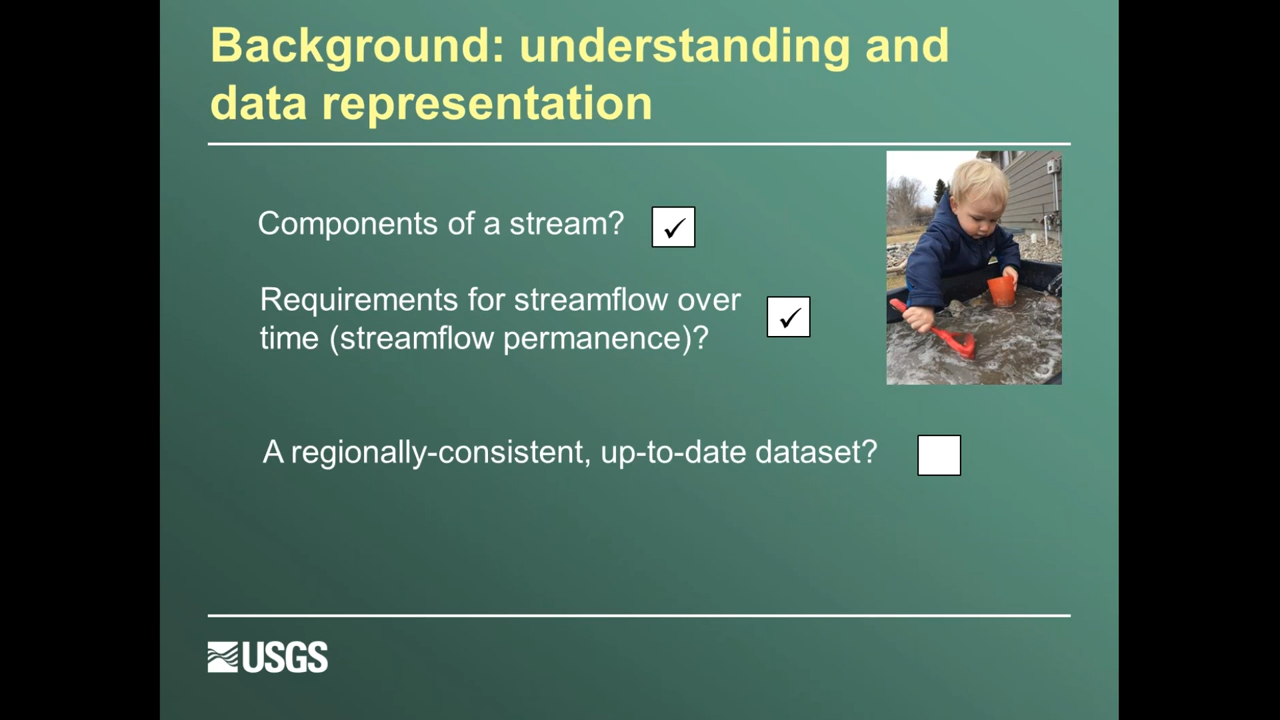 Background: understanding and
data representation
Components of a stream? ✓
Requirements for streamflow over
time (streamflow permanence)? ✓
A regionally-consistent, up-to-date dataset?
USGS